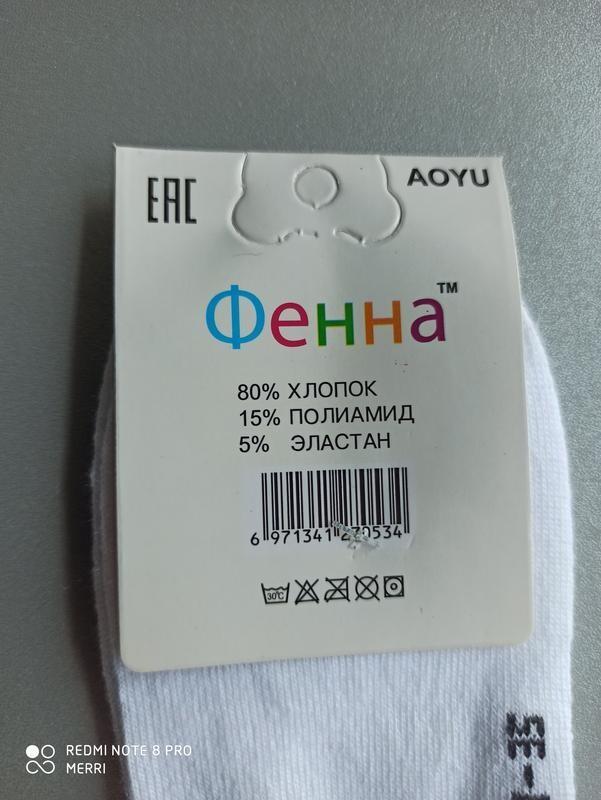 EAC
AOYU
Фенна™
80% ХЛОПОК
15% ПОЛИАМИД
5% ЭЛАСТАН
30°C
REDMI NOTE 8 PRO
MERRI